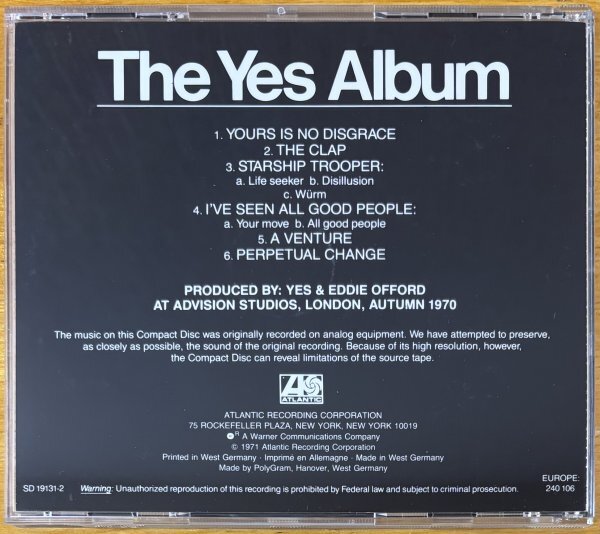 The Yes Album
1. YOURS IS NO DISGRACE
2. THE CLAP
3. STARSHIP TROOPER:
a. Life seeker b. Disillusion
c. Würm
4. I'VE SEEN ALL GOOD PEOPLE:
a. Your move b. All good people
5. A VENTURE
6. PERPETUAL CHANGE
PRODUCED BY: YES & EDDIE OFFORD
AT ADVISION STUDIOS, LONDON, AUTUMN 1970
The music on this Compact Disc was originally recorded on analog equipment. We have attempted to preserve,
as closely as possible, the sound of the original recording. Because of its high resolution, however,
the Compact Disc can reveal limitations of the source tape.
ATLANTIC
ATLANTIC RECORDING CORPORATION
75 ROCKEFELLER PLAZA, NEW YORK, NEW YORK 10019
® A Warner Communications Company
© 1971 Atlantic Recording Corporation
Printed in West Germany · Imprimé en Allemagne · Made in West Germany
Made by PolyGram, Hanover, West Germany
SD 19131-2
Warning: Unauthorized reproduction of this recording is prohibited by Federal law and subject to criminal prosecution.
EUROPE:
240 106